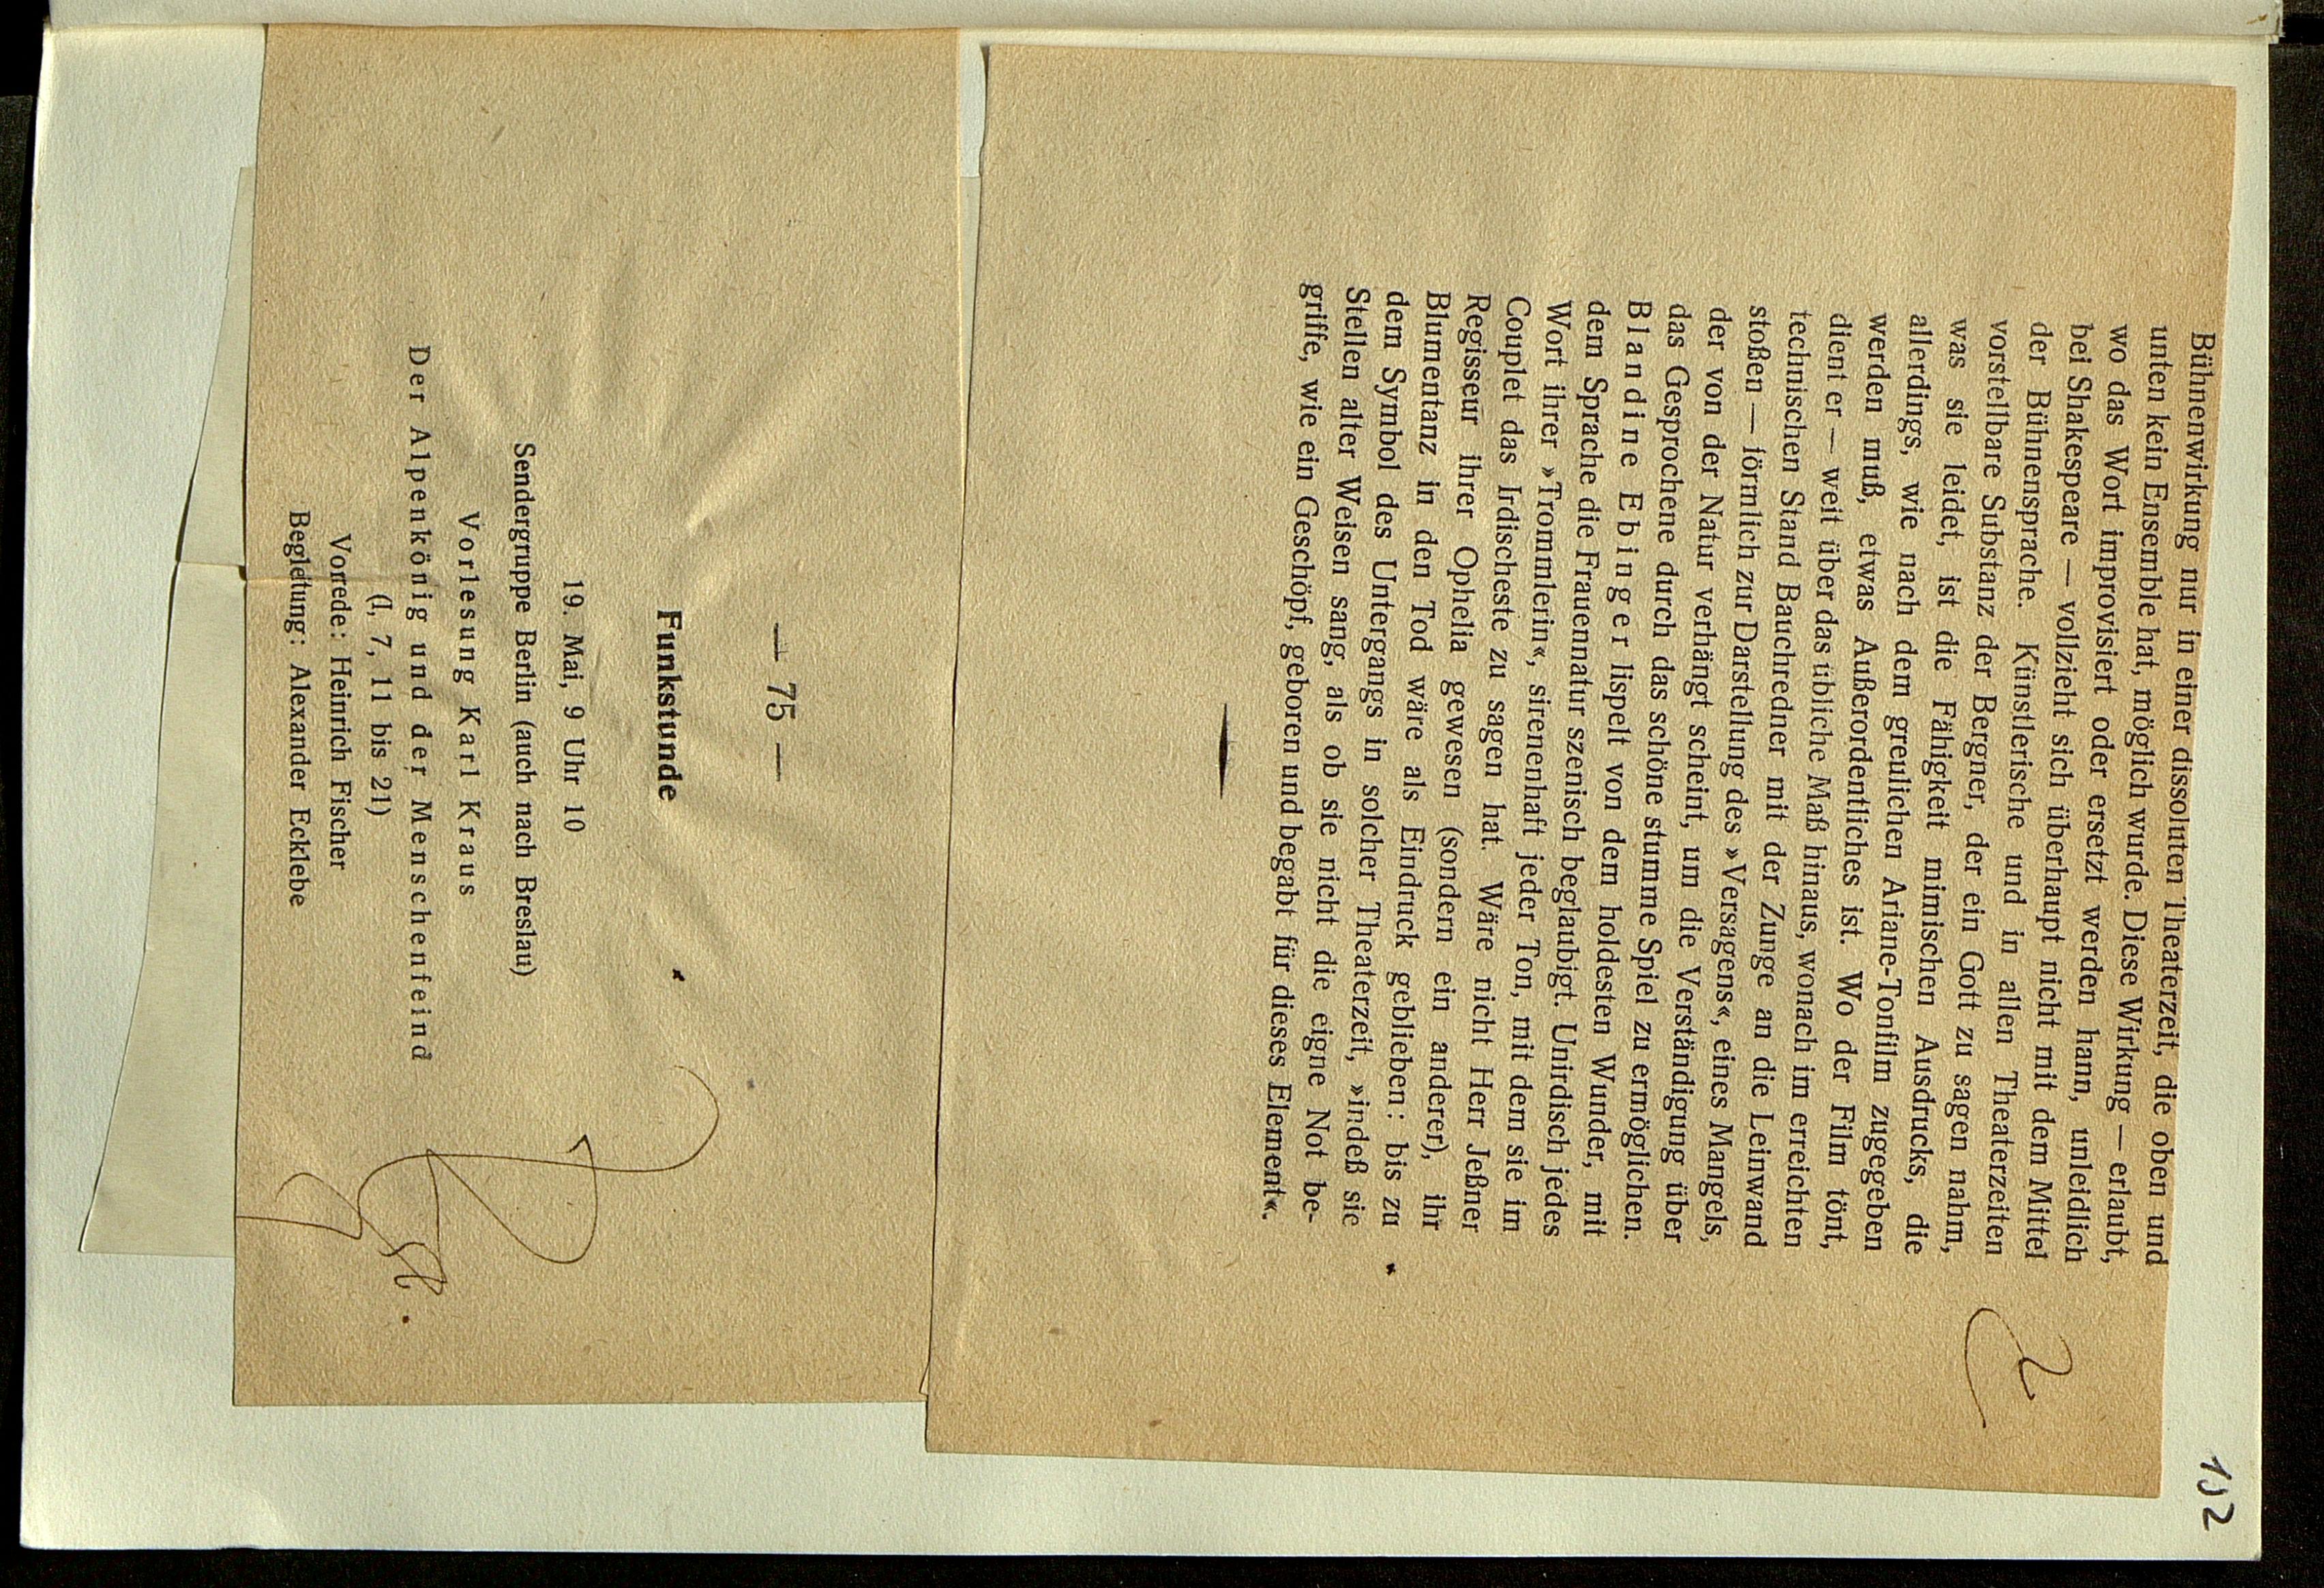 132
Bühnenwirkung nur in einer dissoluten Theaterzeit, die oben und
unten kein Ensemble hat, möglich wurde. Diese Wirkung — erlaubt,
wo das Wort improvisiert oder ersetzt werden hann, unleidlich
bei Shakespeare — vollzieht sich überhaupt nicht mit dem Mittel
der Bühnensprache. Künstlerische und in allen Theaterzeiten
vorstellbare Substanz der Bergner, der ein Gott zu sagen nahm,
was sie leidet, ist die Fähigkeit mimischen Ausdrucks, die
allerdings, wie nach dem greulichen Ariane-Tonfilm zugegeben
werden muß, etwas Außerordentliches ist. Wo der Film tönt,
dient er — weit über das übliche Maß hinaus, wonach im erreichten
technischen Stand Bauchredner mit der Zunge an die Leinwand
stoßen — förmlich zur Darstellung des »Versagens«, eines Mangels,
der von der Natur verhängt scheint, um die Verständigung über
das Gesprochene durch das schöne stumme Spiel zu ermöglichen.
Blandine Ebinger lispelt von dem holdesten Wunder, mit
dem Sprache die Frauennatur szenisch beglaubigt. Unirdisch jedes
Wort ihrer »Trommlerin«, sirenenhaft jeder Ton, mit dem sie im
Couplet das Irdischeste zu sagen hat. Wäre nicht Herr Jeßner
Regisseur ihrer Ophelia gewesen (sondern ein anderer), ihr
Blumentanz in den Tod wäre als Eindruck geblieben: bis zu
dem Symbol des Untergangs in solcher Theaterzeit, »indeß sie
Stellen alter Weisen sang, als ob sie nicht die eigne Not be-
griffe, wie ein Geschöpf, geboren und begabt für dieses Element«.
— 75 —
Funkstunde
19. Mai, 9 Uhr 10
Sendergruppe Berlin (auch nach Breslau)
Vorlesung Karl Kraus
Der Alpenkönig und der Menschenfeind
(I, 7, 11 bis 21)
Vorrede: Heinrich Fischer
Begleitung: Alexander Ecklebe